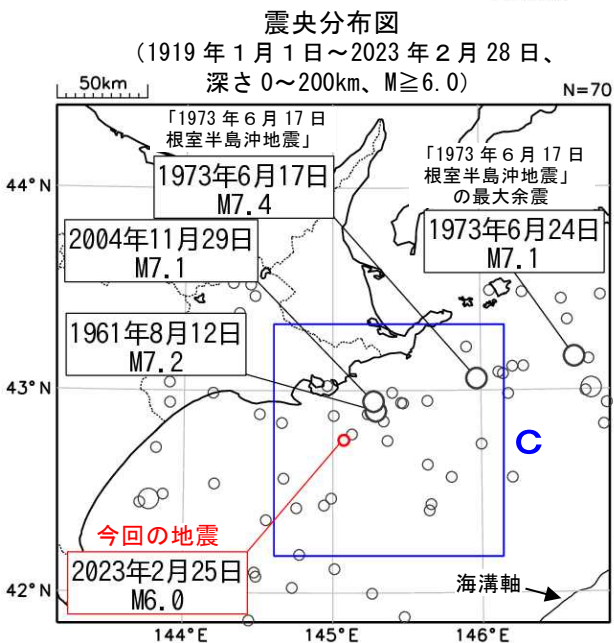 震央分布図
(1919年1月1日～2023年2月28日、
深さ0～200km、M≧6.0)
50km
N=70
「1973年6月17日
根室半島沖地震」
1973年6月17日
M7.4
「1973年6月17日
根室半島沖地震」
の最大余震
1973年6月24日
M7.1
44°N
2004年11月29日
M7.1
1961年8月12日
M7.2
43°N
C
今回の地震
2023年2月25日
M6.0
海溝軸
42°N
144°E
145°E
146°E